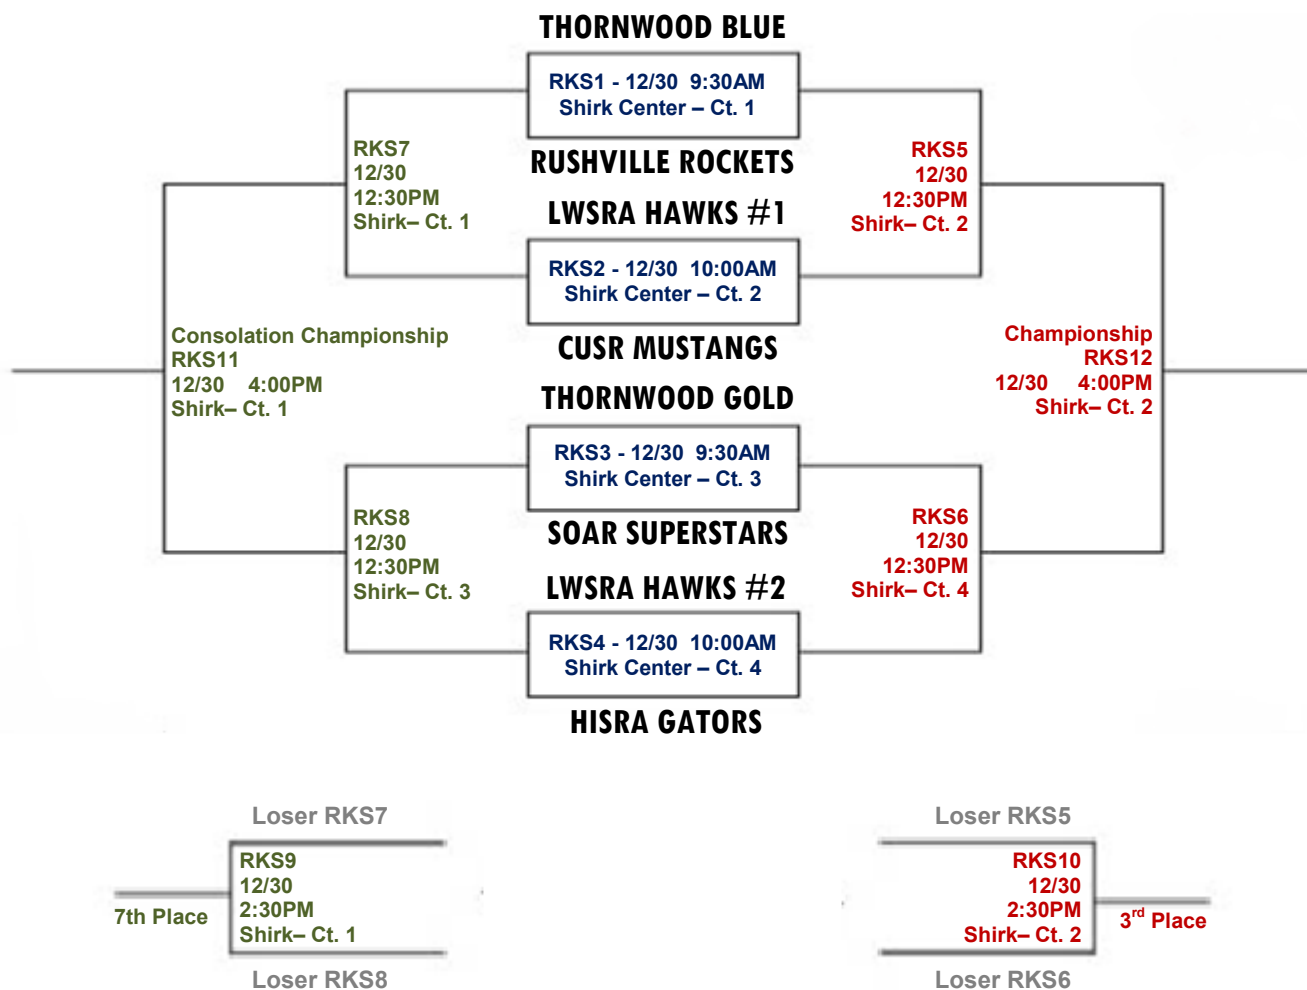 THORNWOOD BLUE
RKS1 - 12/30 9:30AM
Shirk Center – Ct. 1
RUSHVILLE ROCKETS
RKS7
12/30
12:30PM
Shirk– Ct. 1
RKS5
12/30
12:30PM
Shirk– Ct. 2
LWSRA HAWKS #1
RKS2 - 12/30 10:00AM
Shirk Center – Ct. 2
CUSR MUSTANGS
Consolation Championship
RKS11
12/30 4:00PM
Shirk– Ct. 1
Championship
RKS12
12/30 4:00PM
Shirk– Ct. 2
THORNWOOD GOLD
RKS3 - 12/30 9:30AM
Shirk Center – Ct. 3
SOAR SUPERSTARS
RKS8
12/30
12:30PM
Shirk– Ct. 3
RKS6
12/30
12:30PM
Shirk– Ct. 4
LWSRA HAWKS #2
RKS4 - 12/30 10:00AM
Shirk Center – Ct. 4
HISRA GATORS
Loser RKS7
RKS9
12/30
2:30PM
Shirk– Ct. 1
7th Place
Loser RKS8
Loser RKS5
RKS10
12/30
2:30PM
Shirk– Ct. 2
3rd Place
Loser RKS6